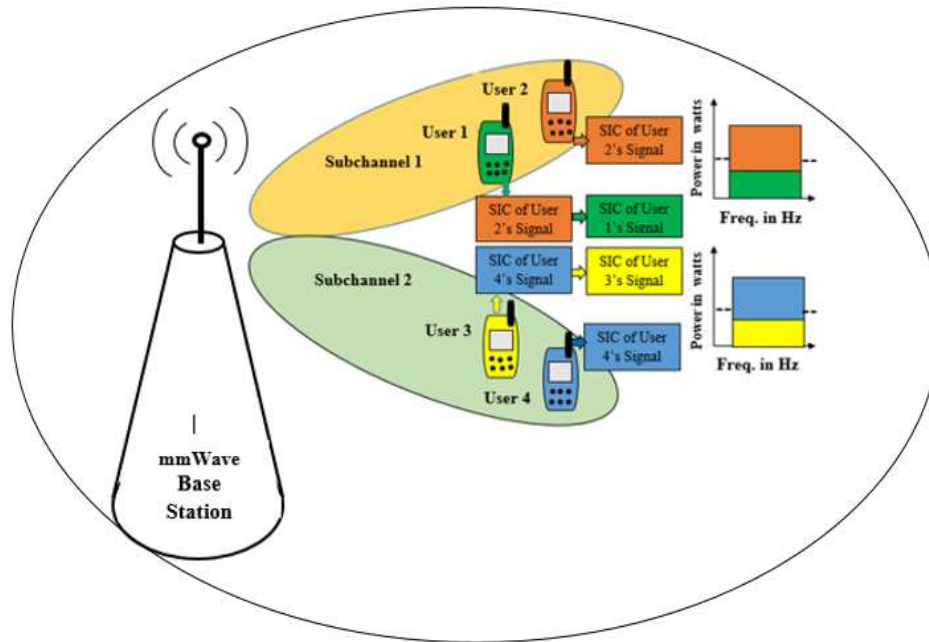 User 2
User 1
Subchannel 1
SIC of User
2's Signal
SIC of User
2's Signal
SIC of User
1's Signal
Power in watts
Freq. in Hz
Subchannel 2
SIC of User
4's Signal
SIC of User
3's Signal
User 3
User 4
SIC of User
4's Signal
Power in watts
Freq. in Hz
mmWave
Base
Station